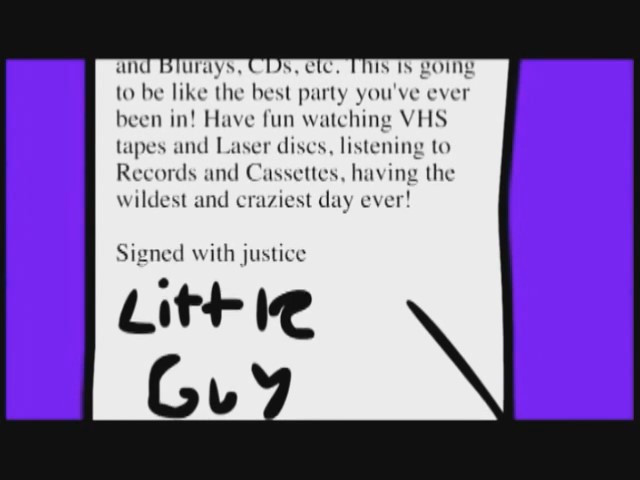 and Blurays, CDs, etc. This is going
to be like the best party you've ever
been in! Have fun watching VHS
tapes and Laser discs, listening to
Records and Cassettes, having the
wildest and craziest day ever!
Signed with justice
Little
Guy